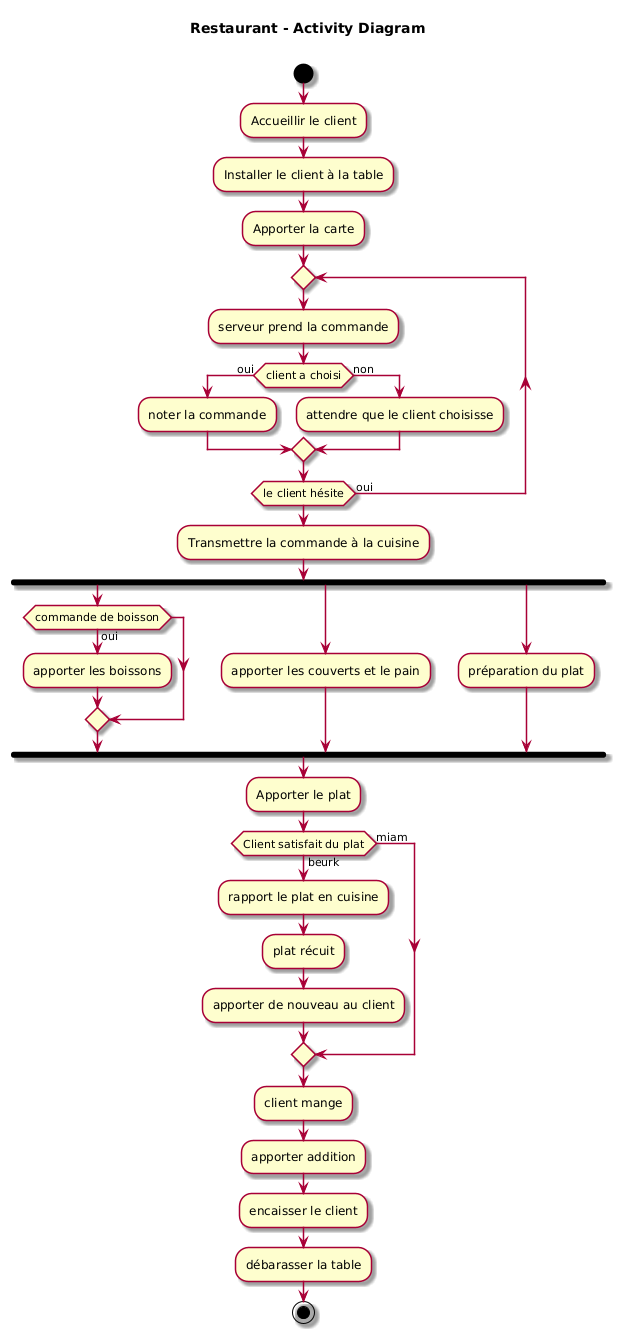 Restaurant - Activity Diagram
Accueillir le client
Installer le client à la table
Apporter la carte
serveur prend la commande
oui
client a choisi
non
noter la commande
attendre que le client choisisse
le client hésite
oui
Transmettre la commande à la cuisine
commande de boisson
oui
apporter les boissons
apporter les couverts et le pain
préparation du plat
Apporter le plat
Client satisfait du plat
miam
beurk
rapport le plat en cuisine
plat récuit
apporter de nouveau au client
client mange
apporter addition
encaisser le client
débarasser la table